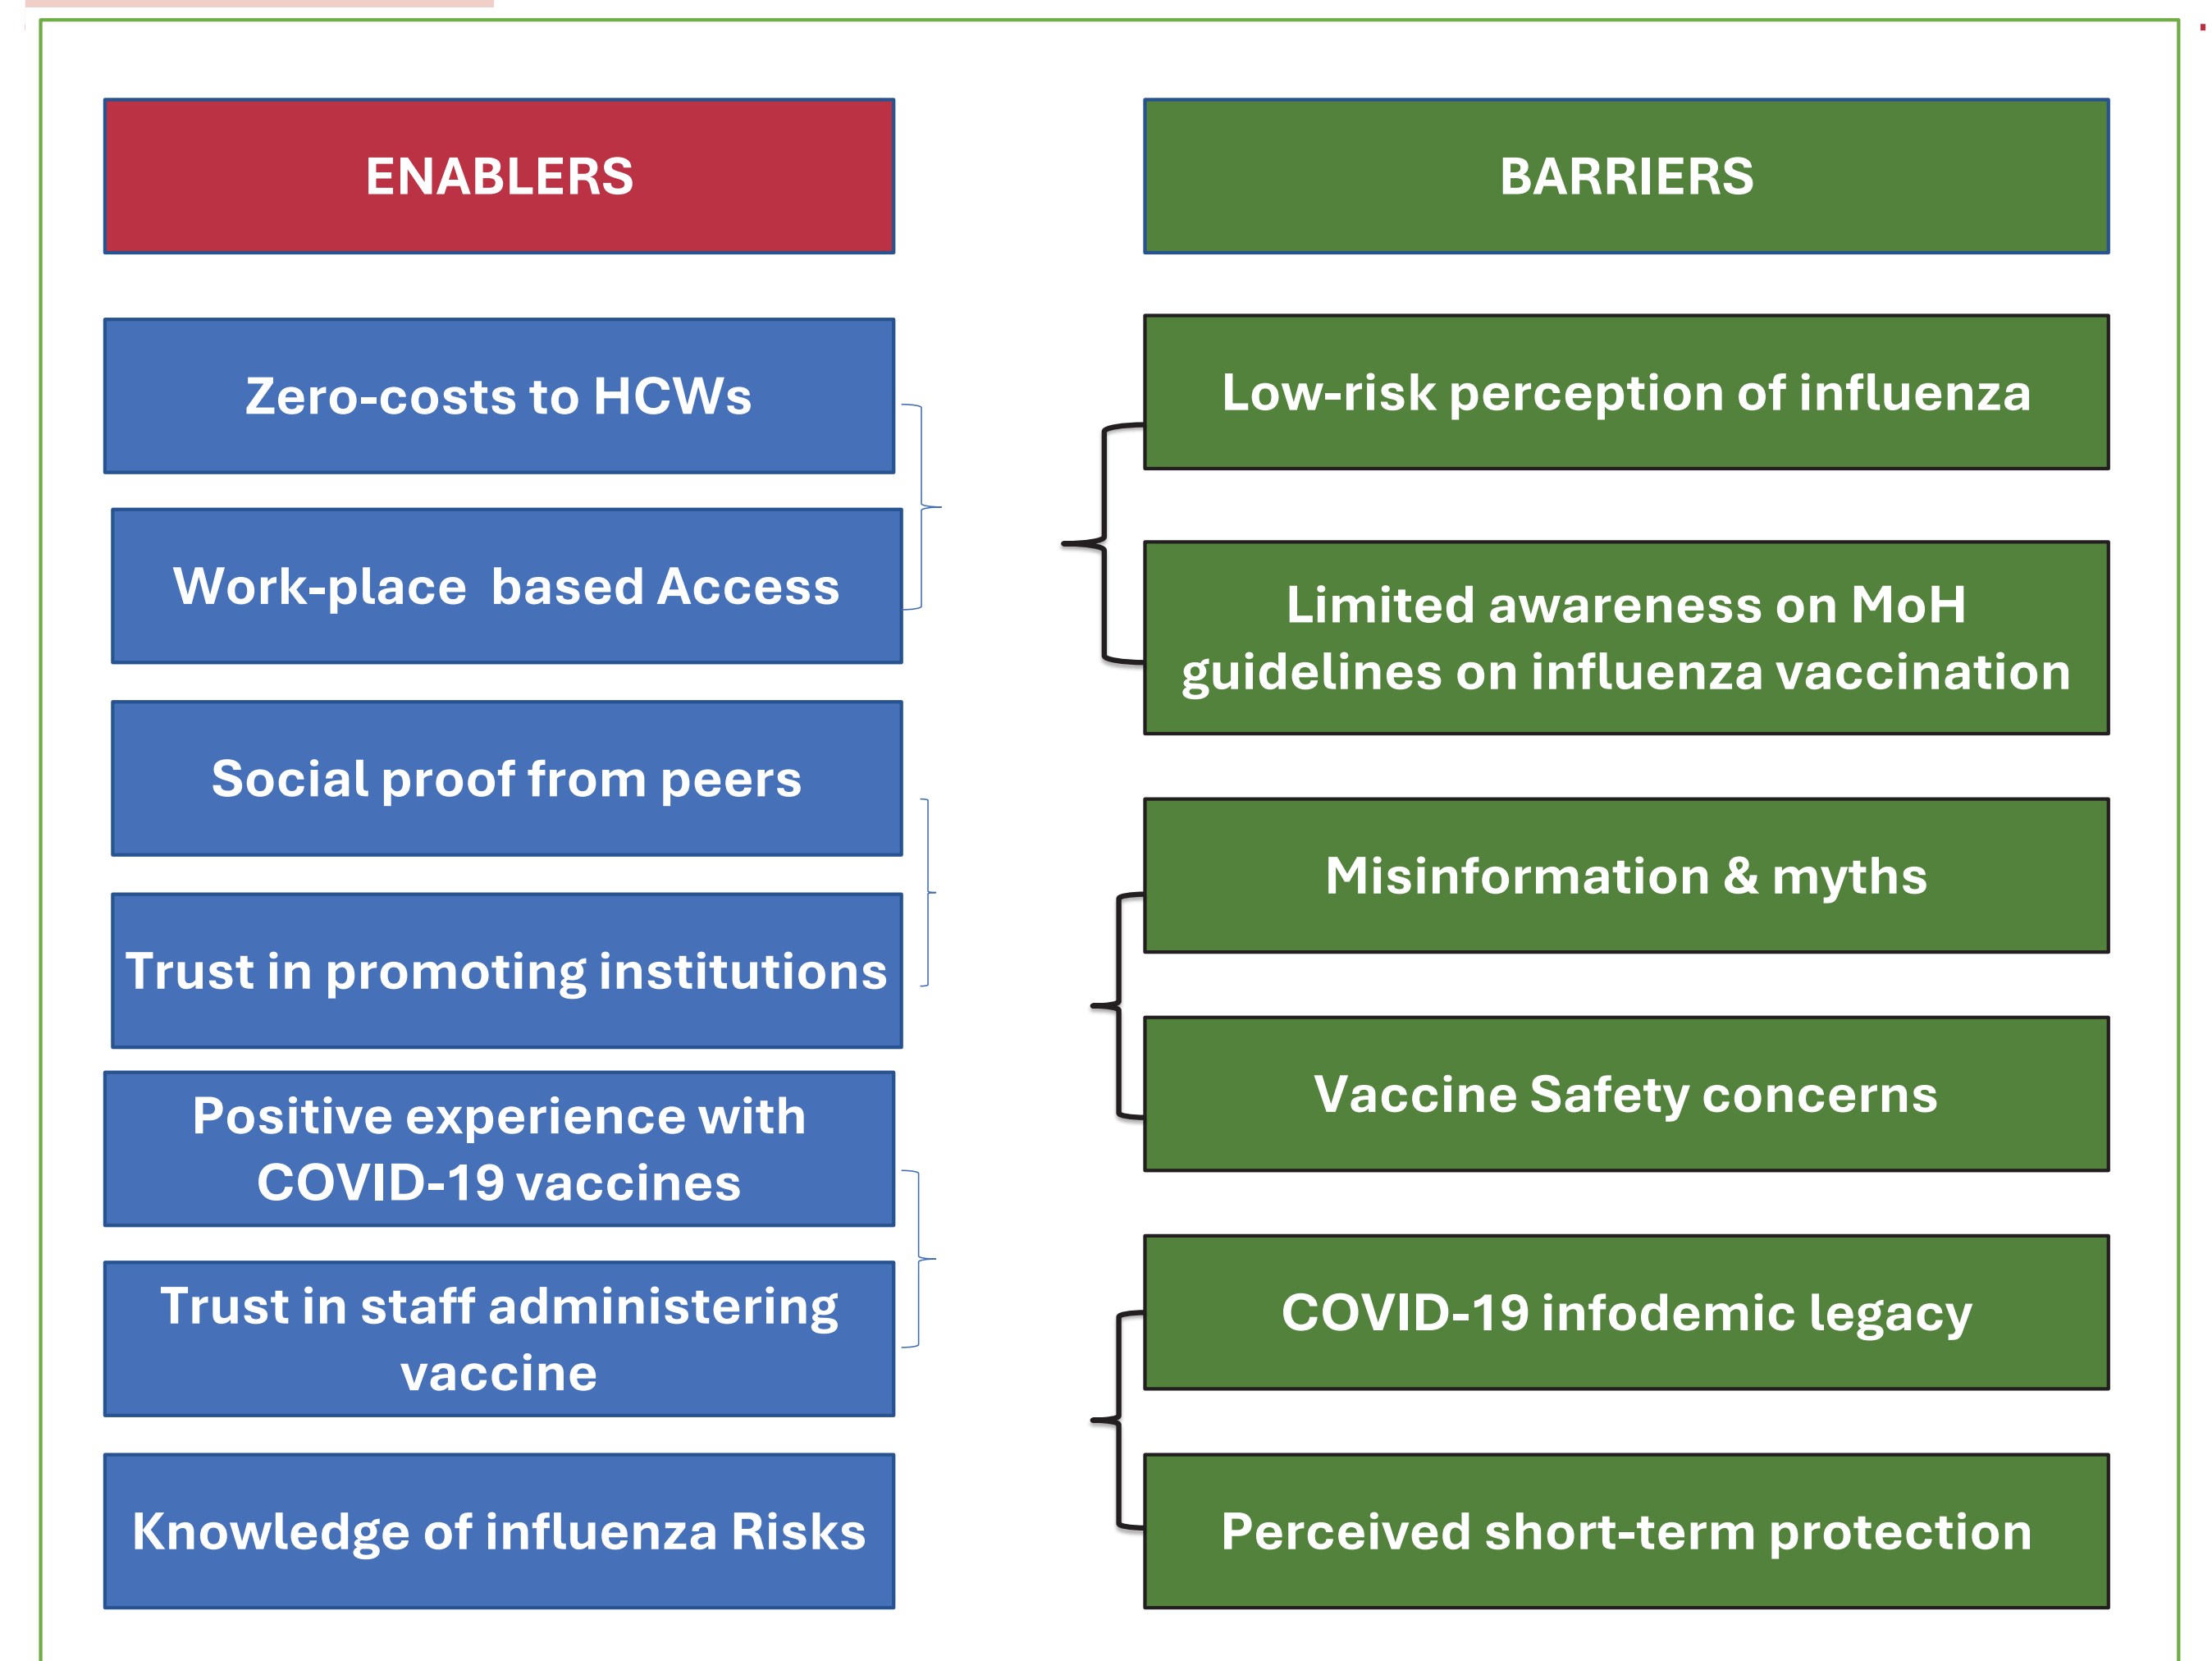 ENABLERS
Zero-costs to HCWs
Work-place  based Access
Social proof from peers
Trust in promoting institutions
Positive experience with
COVID-19 vaccines
Trust in staff administering
vaccine
Knowledge of influenza Risks
BARRIERS
Low-risk perception of influenza
Limited awareness on MoH
guidelines on influenza vaccination
Misinformation & myths
Vaccine Safety concerns
COVID-19 infodemic legacy
Perceived short-term protection